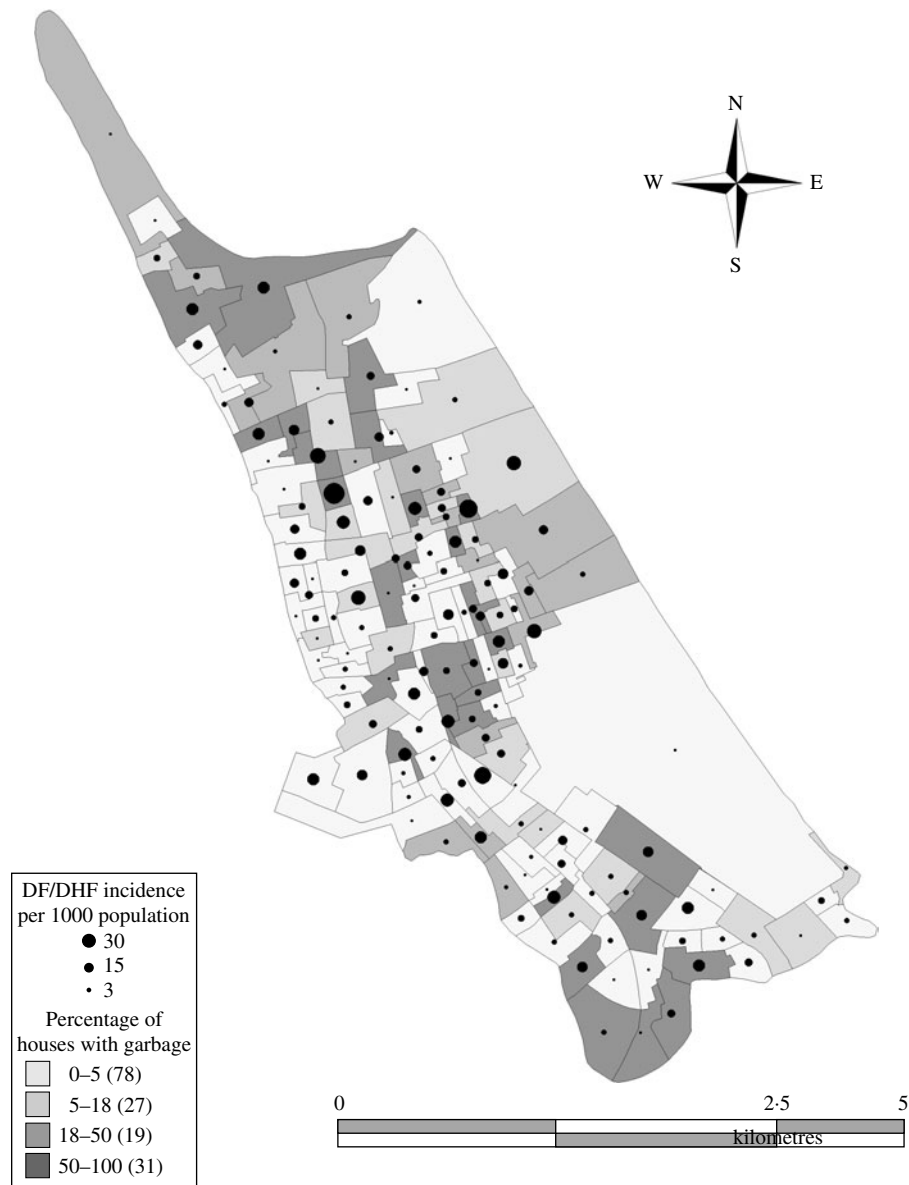 N
W E
S
DF/DHF incidence
per 1000 population
30
15
3
Percentage of
houses with garbage
0–5 (78)
5–18 (27)
18–50 (19)
50–100 (31)
0 2·5 5
kilometres